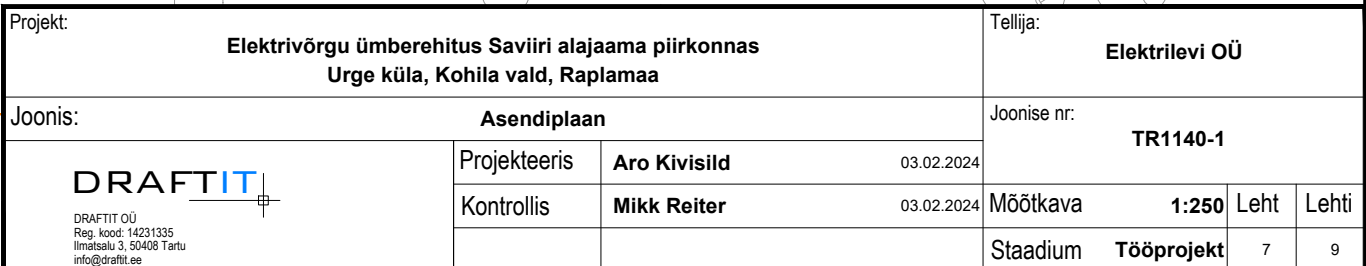 Projekt:
Elektrivõrgu ümberehitus Saviiri alajaama piirkonnas
Urge küla, Kohila vald, Raplamaa
Tellija:
Elektrilevi OÜ
Joonis:
Asendiplaan
Joonise nr:
TR1140-1
DRAFTIT
DRAFTIT OÜ
Reg. kood: 14231335
Ilmatsalu 3, 50408 Tartu
info@draftit.ee
Projekteeris Aro Kivisild 03.02.2024
Kontrollis Mikk Reiter 03.02.2024
Mõõtkava 1:250 Leht Lehti
Staadium Tööprojekt 7 9